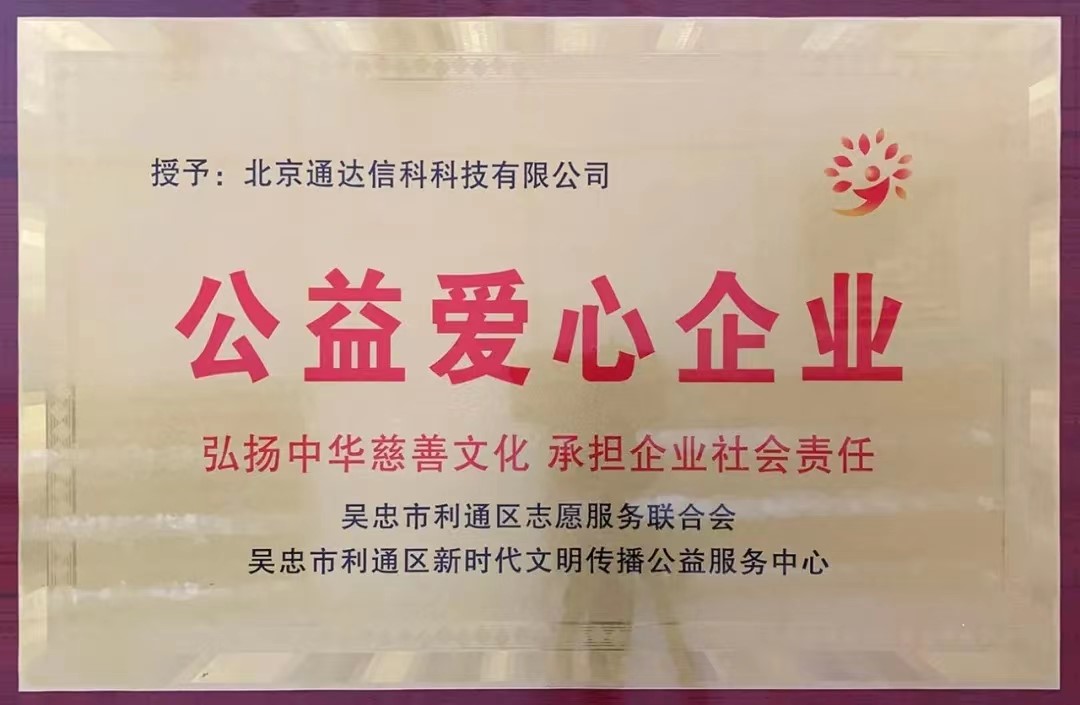 授予：北京通达信科科技有限公司
公益爱心企业
弘扬中华慈善文化 承担企业社会责任
吴忠市利通区志愿服务联合会
吴忠市利通区新时代文明传播公益服务中心